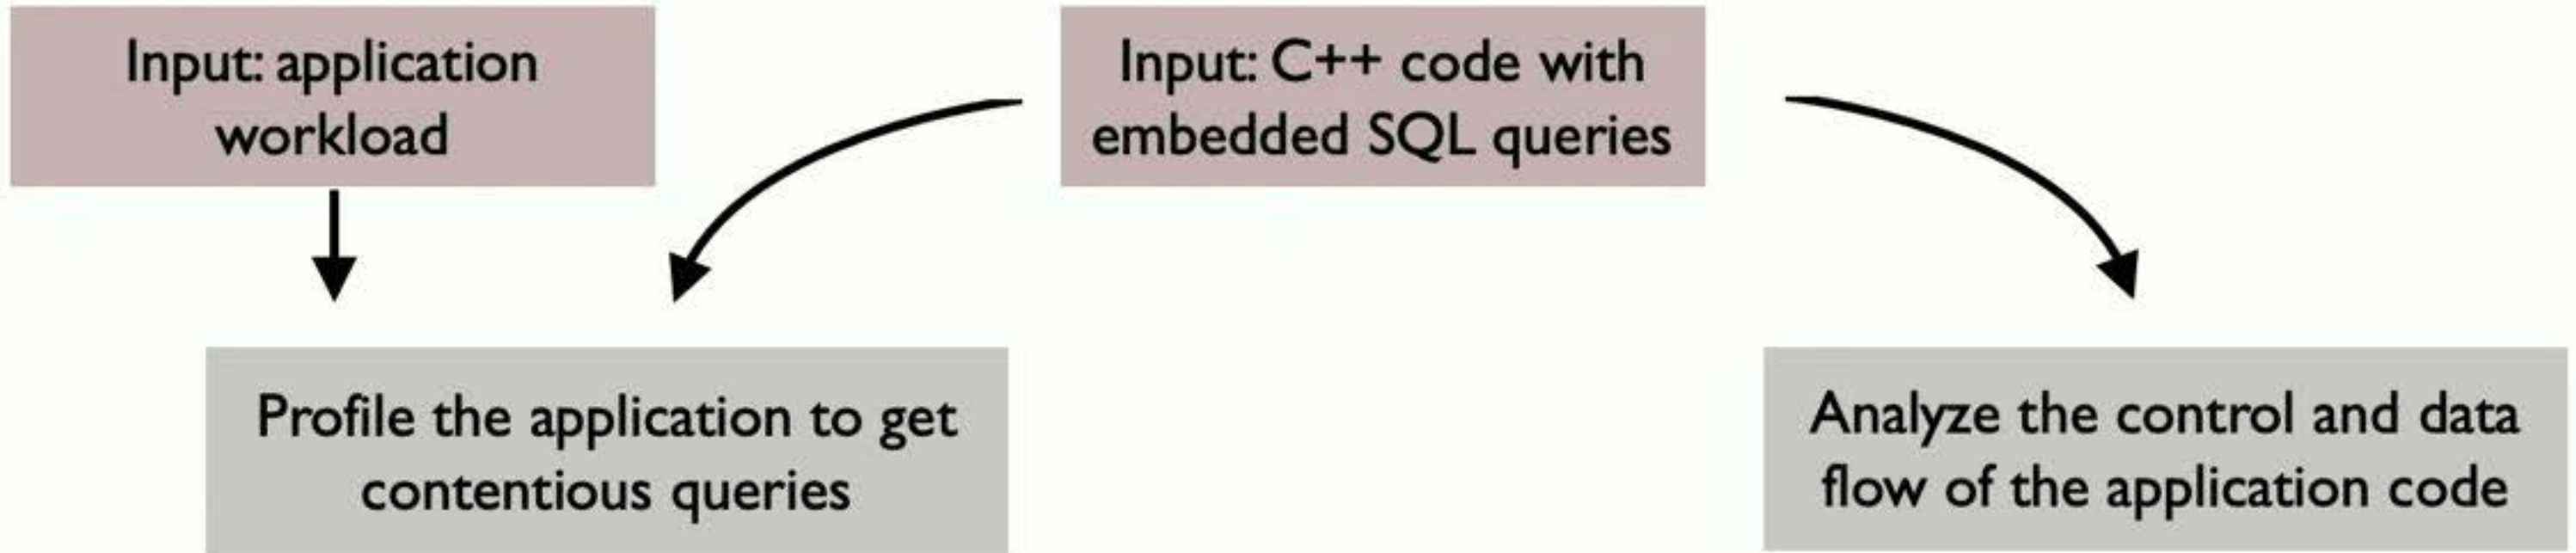 Input: application
workload
Input: C++ code with
embedded SQL queries
Profile the application to get
contentious queries
Analyze the control and data
flow of the application code